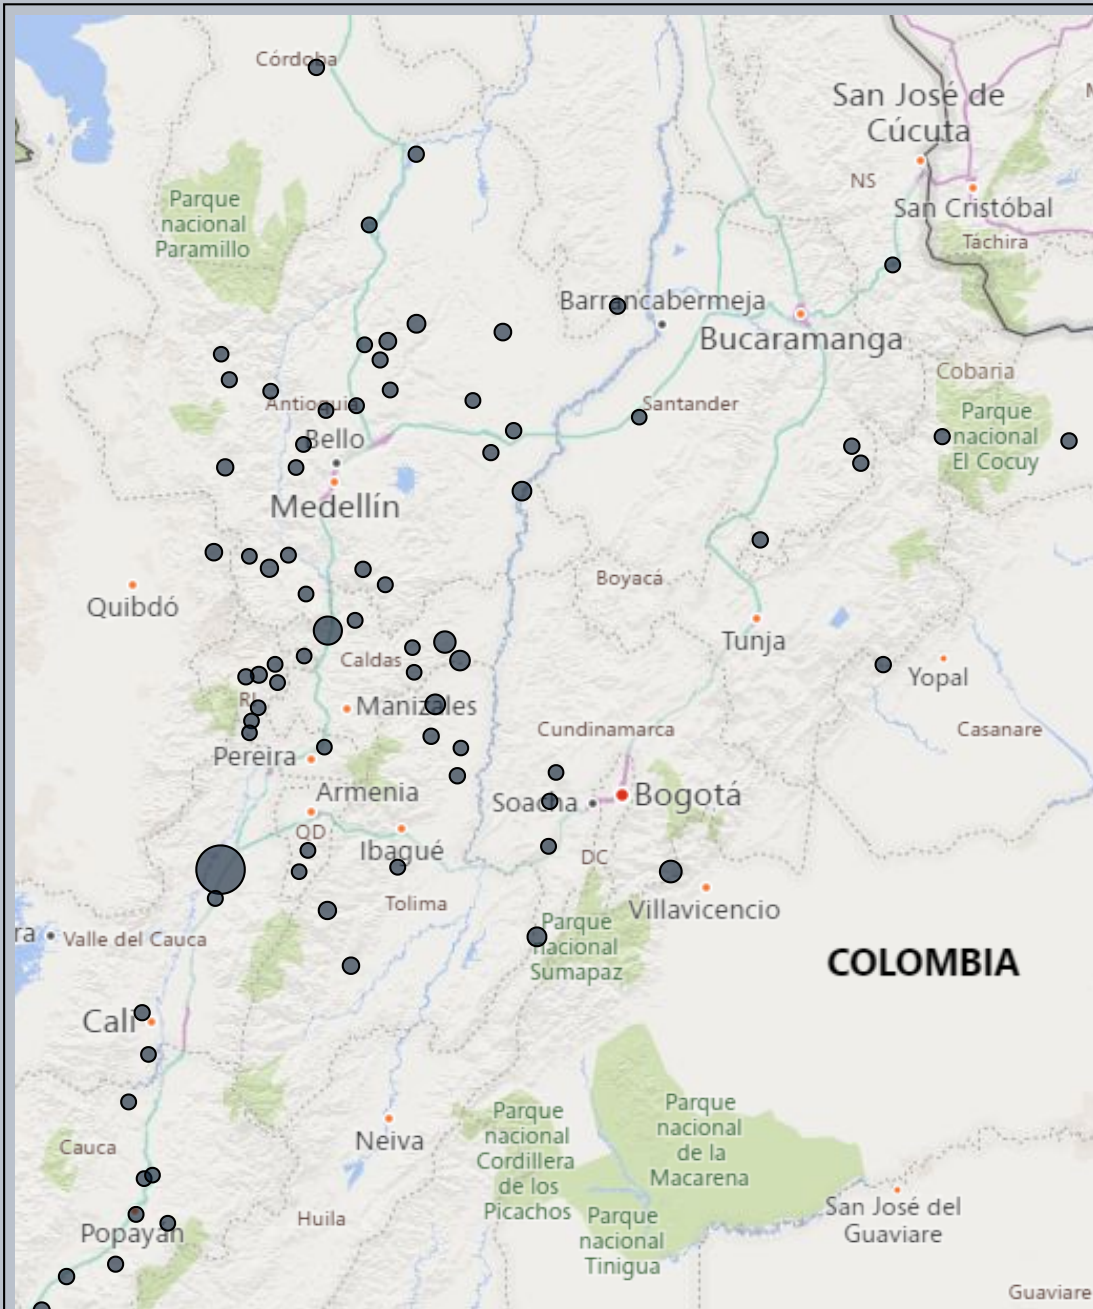 Córdoba
San José de
Cúcuta
NS
Parque
nacional
Paramillo
San Cristóbal
Táchira
Barrancabermeja
Bucaramanga
Cobaria
Antioquia
Santander
Parque
nacional
El Cocuy
Bello
Medellín
Boyacá
Quibdó
Tunja
Caldas
Yopal
RI
Manizales
Cundinamarca
Casanare
Pereira
Armenia
Soacha
Bogotá
QD
Ibagué
DC
Tolima
Villavicencio
Parque
nacional
Sumapaz
ra
Valle del Cauca
COLOMBIA
Cali
Parque
nacional
Cordillera
de los
Picachos
Parque
nacional
de la
Macarena
Neiva
Cauca
San José del
Guaviare
Huila
Parque
nacional
Tinigua
Popayán
Guaviare